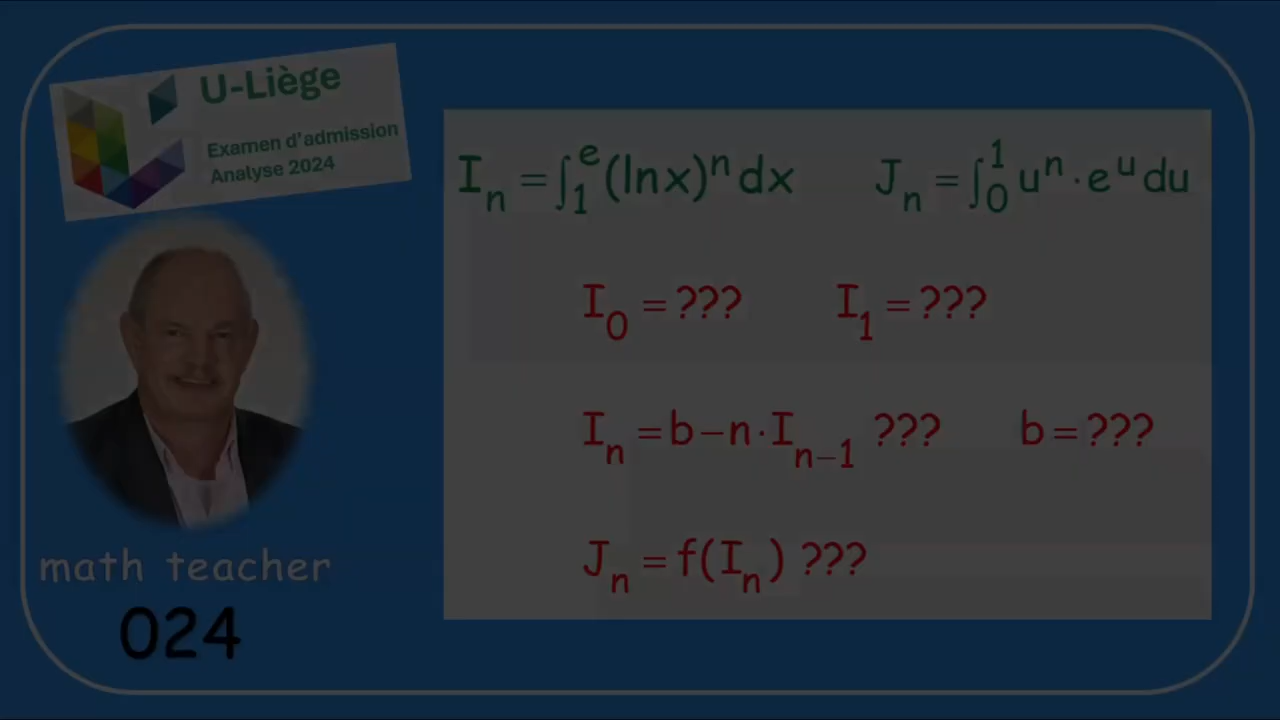 U-Liège
Examen d'admission
Analyse 2024
I_n = ∫_1^e (ln x)^n dx    J_n = ∫_0^1 u^n · e^u du
I_0 = ???    I_1 = ???
I_n = b − n · I_{n−1} ???    b = ???
J_n = f(I_n) ???
math teacher
024